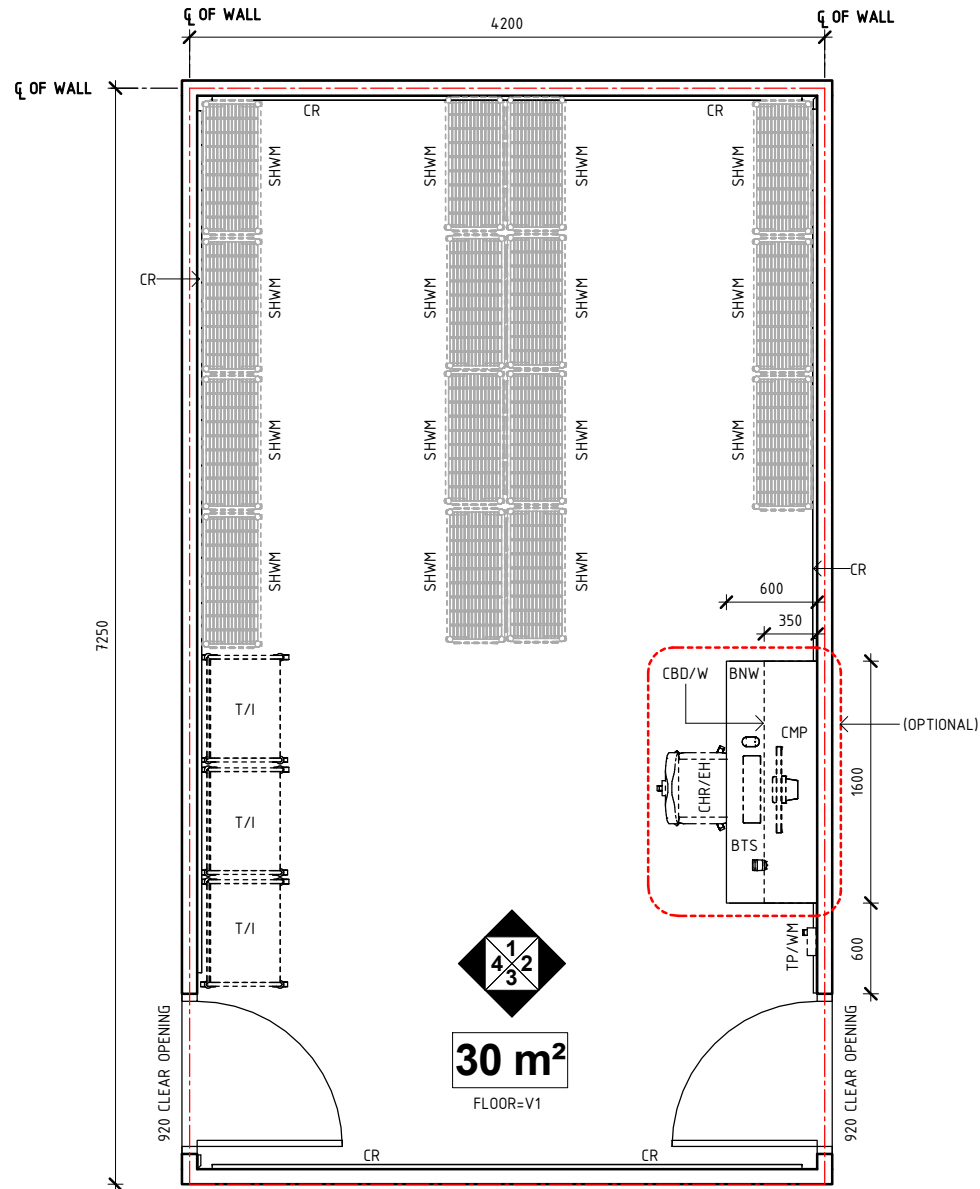 ℄ OF WALL
4200
℄ OF WALL
℄ OF WALL
CR
CR
SHWM
SHWM
SHWM
SHWM
CR
SHWM
SHWM
SHWM
SHWM
SHWM
SHWM
SHWM
SHWM
SHWM
SHWM
SHWM
CR
600
350
7250
CBD/W
BNW
(OPTIONAL)
T/I
CMP
CHR/EH
1600
T/I
BTS
T/I
TP/WM
600
1
4 2
3
30 m²
FLOOR=V1
920 CLEAR OPENING
920 CLEAR OPENING
CR
CR